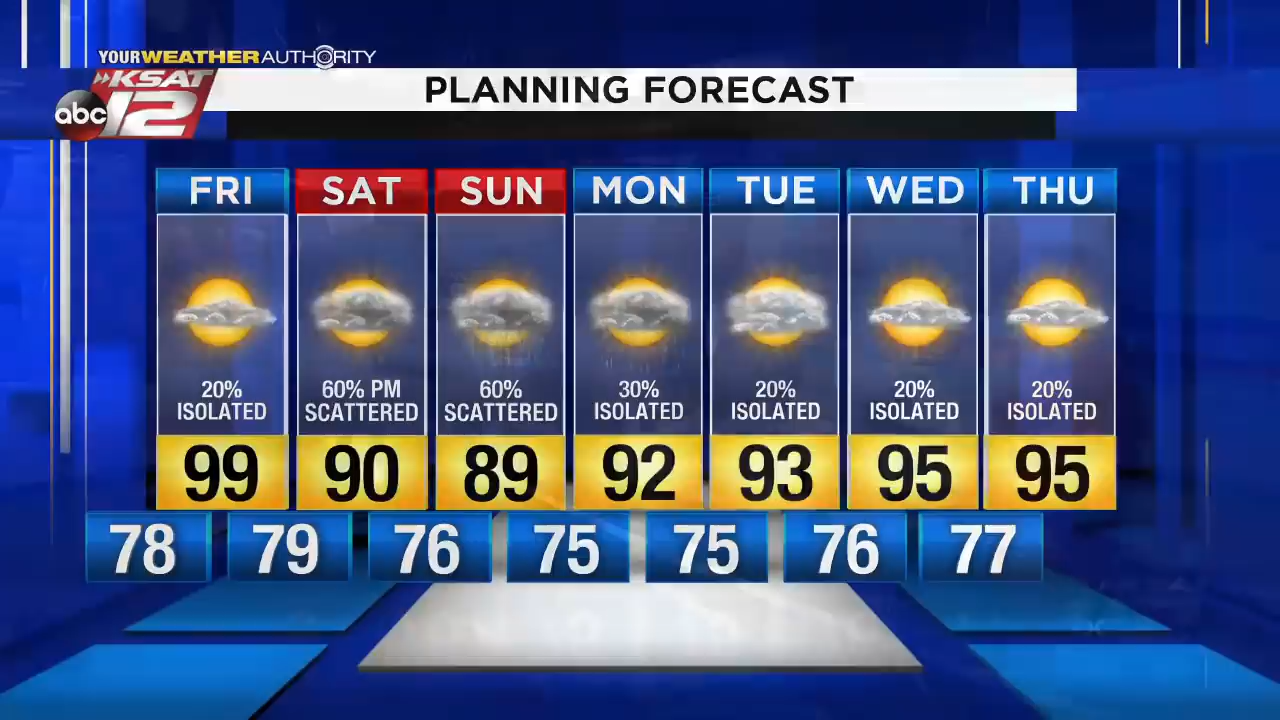 YOURWEATHERAUTHORITY
KSAT
abc 12
PLANNING FORECAST
FRI SAT SUN MON TUE WED THU
20% 60% PM 60% 30% 20% 20% 20%
ISOLATED SCATTERED SCATTERED ISOLATED ISOLATED ISOLATED ISOLATED
99 90 89 92 93 95 95
78 79 76 75 75 76 77